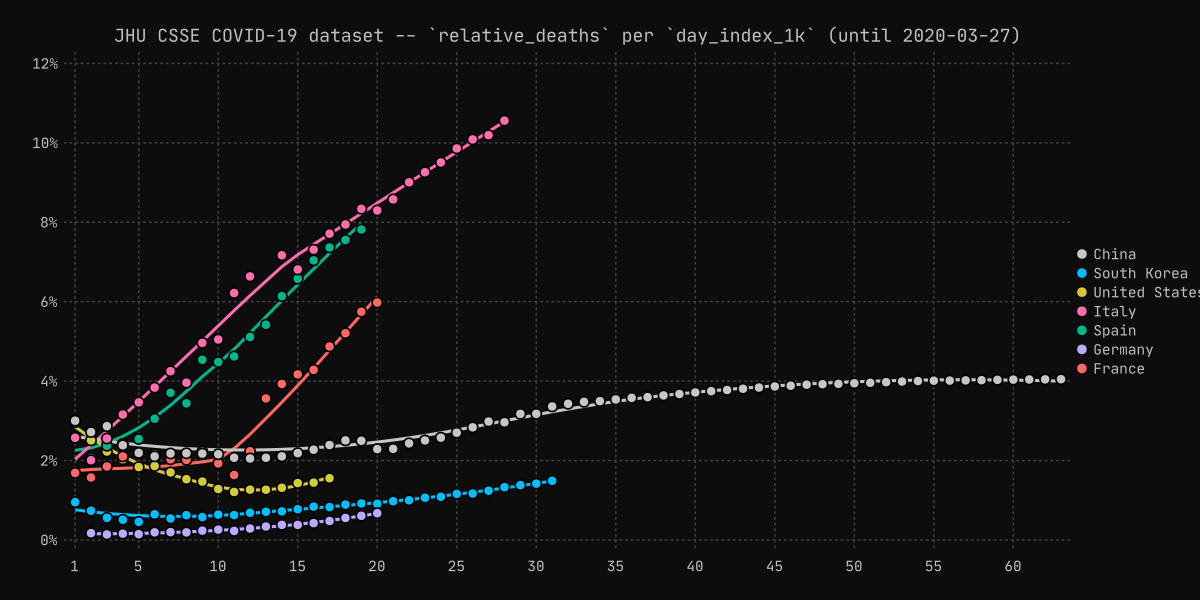 JHU CSSE COVID-19 dataset -- `relative_deaths` per `day_index_1k` (until 2020-03-27)
12%
10%
8%
6%
4%
2%
0%
1 5 10 15 20 25 30 35 40 45 50 55 60
China
South Korea
United States
Italy
Spain
Germany
France